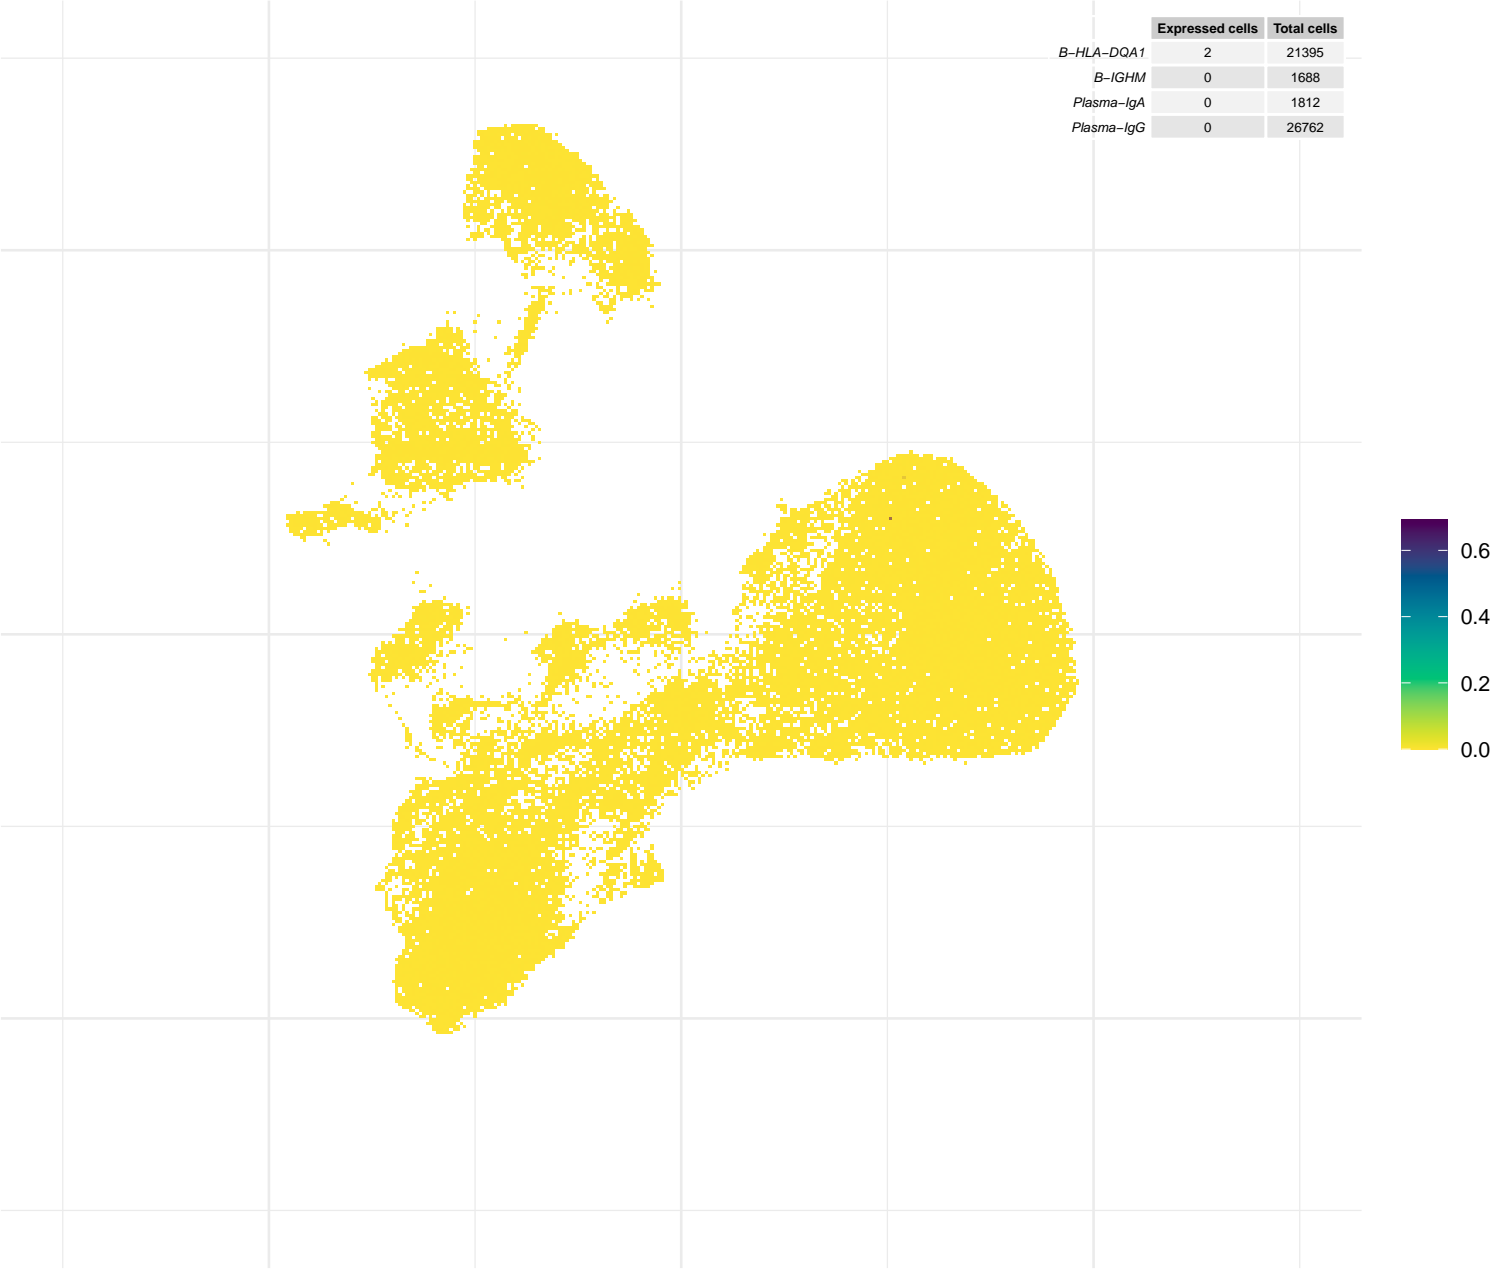 Expressed cells Total cells
B−HLA−DQA1 2 21395
B−IGHM 0 1688
Plasma−IgA 0 1812
Plasma−IgG 0 26762
0.6
0.4
0.2
0.0